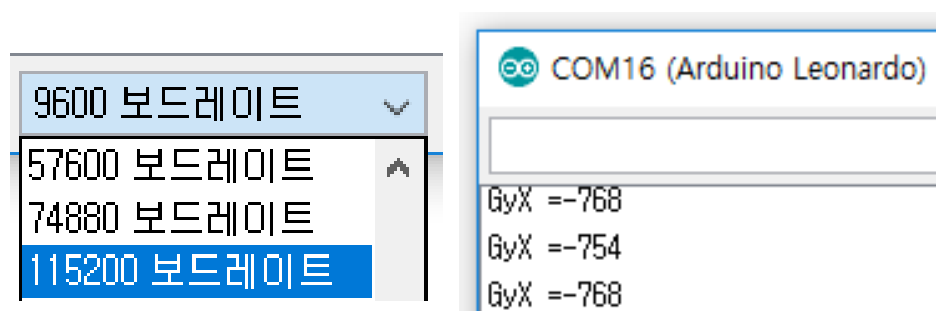 9600 보드레이트
57600 보드레이트
74880 보드레이트
115200 보드레이트
COM16 (Arduino Leonardo)
GyX =-768
GyX =-754
GyX =-768